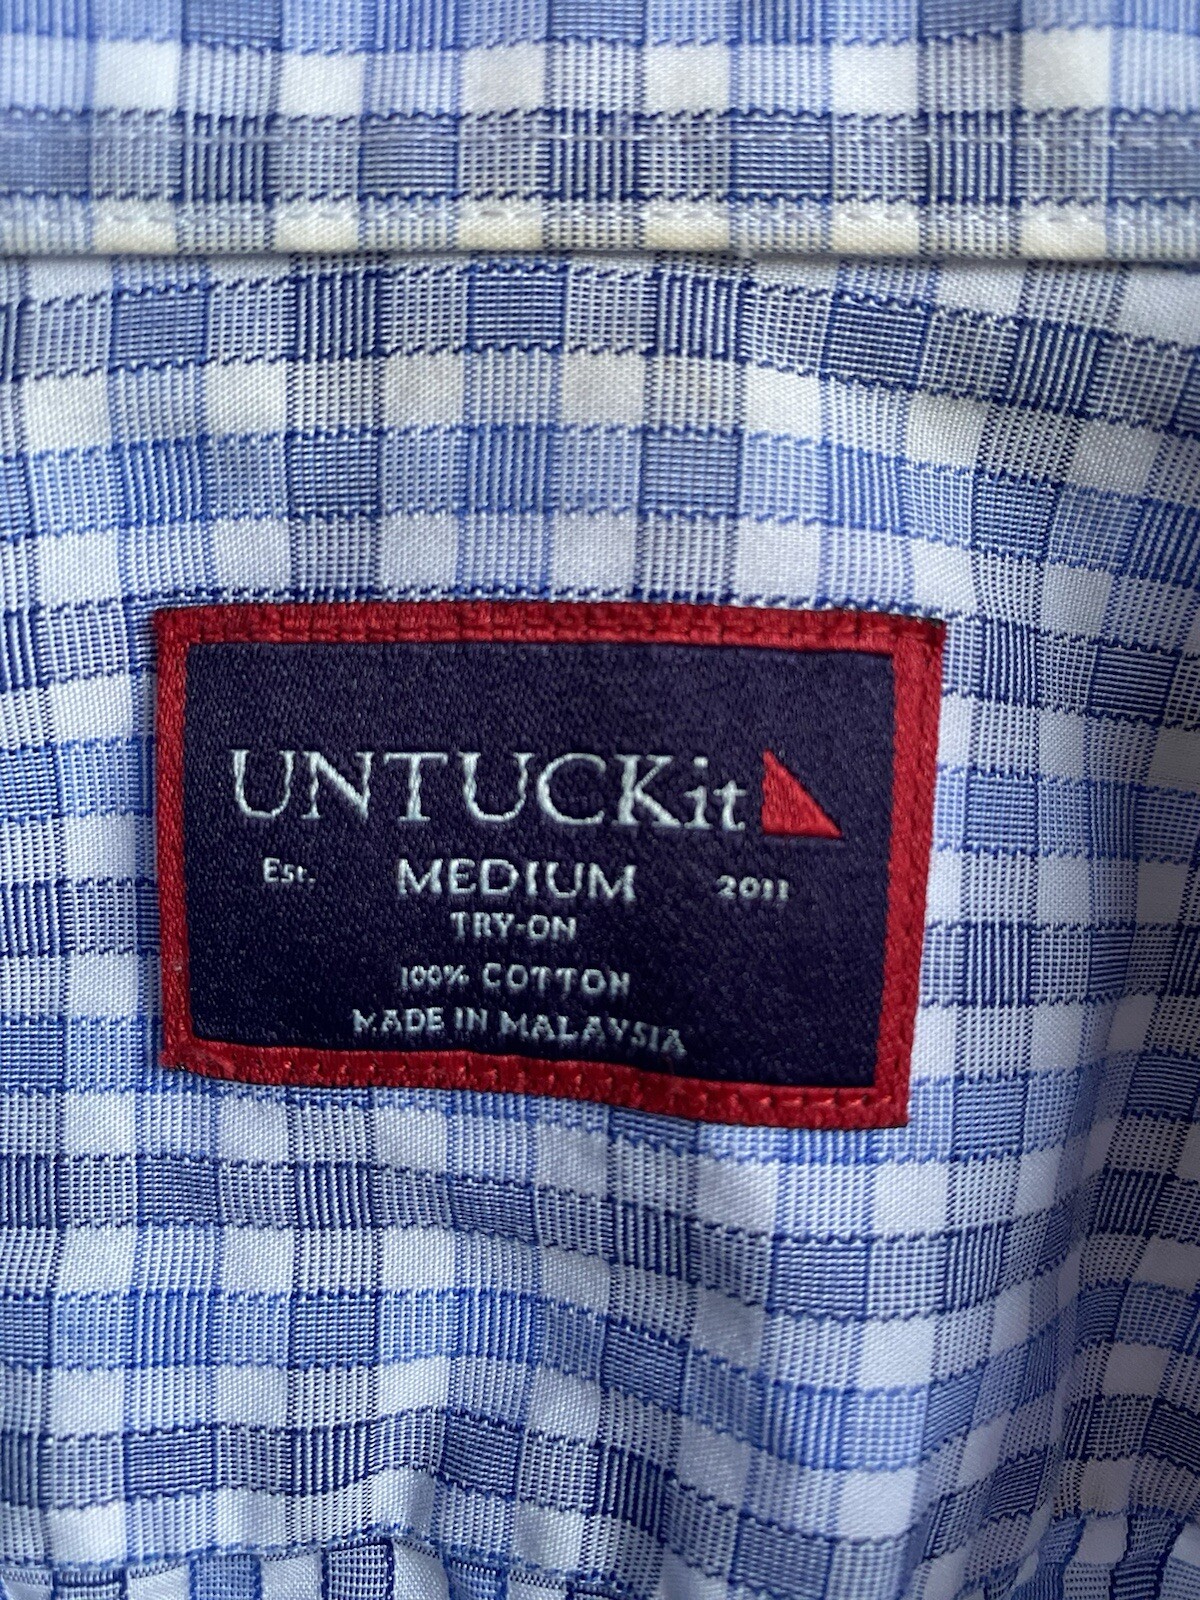 UNTUCKit
Est. MEDIUM 2011
TRY-ON
100% COTTON
MADE IN MALAYSIA